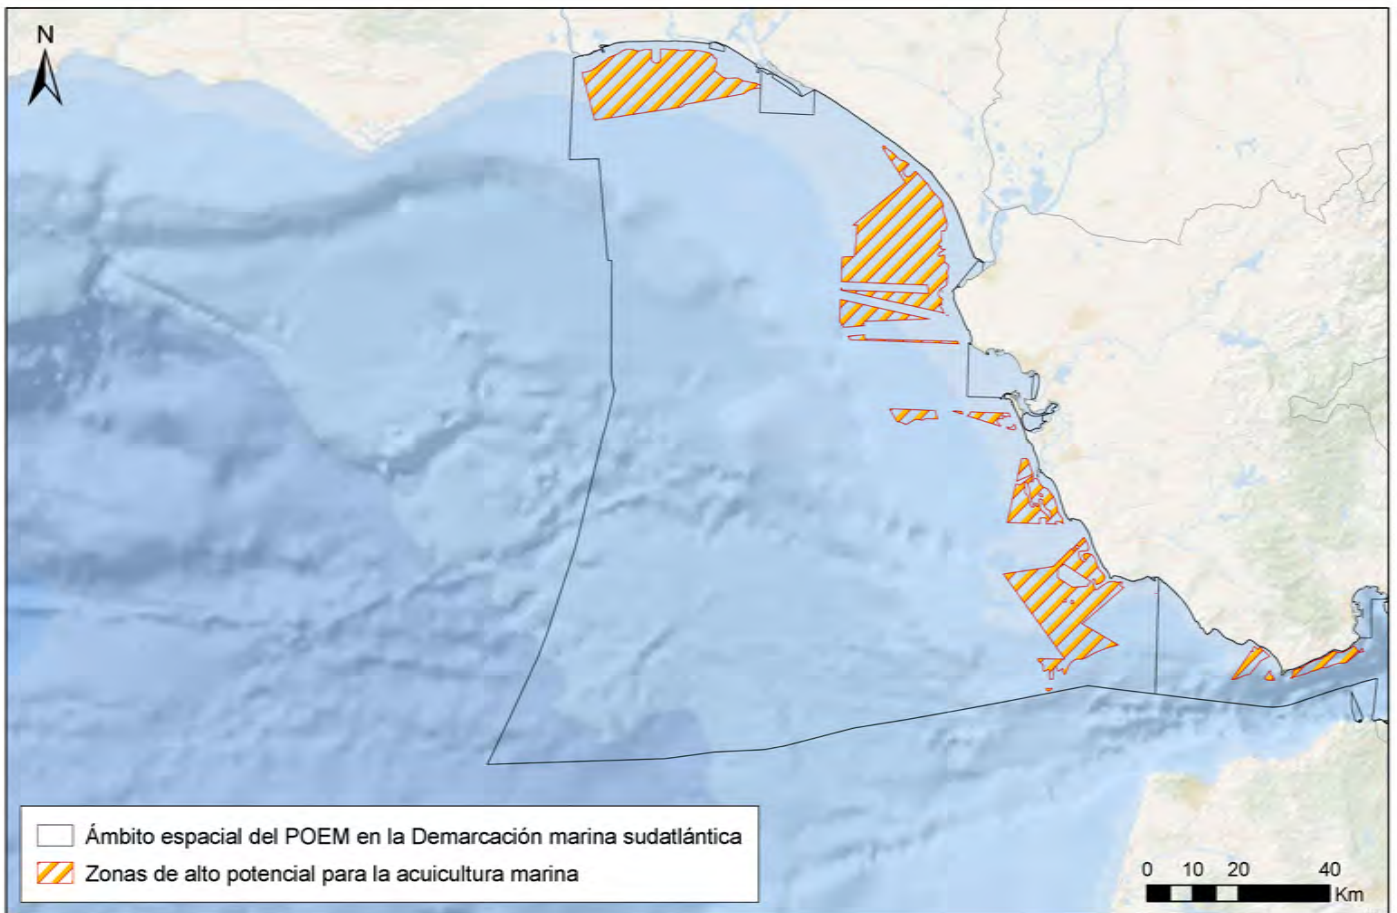 N
Ámbito espacial del POEM en la Demarcación marina sudatlántica
Zonas de alto potencial para la acuicultura marina
0 10 20 40
Km